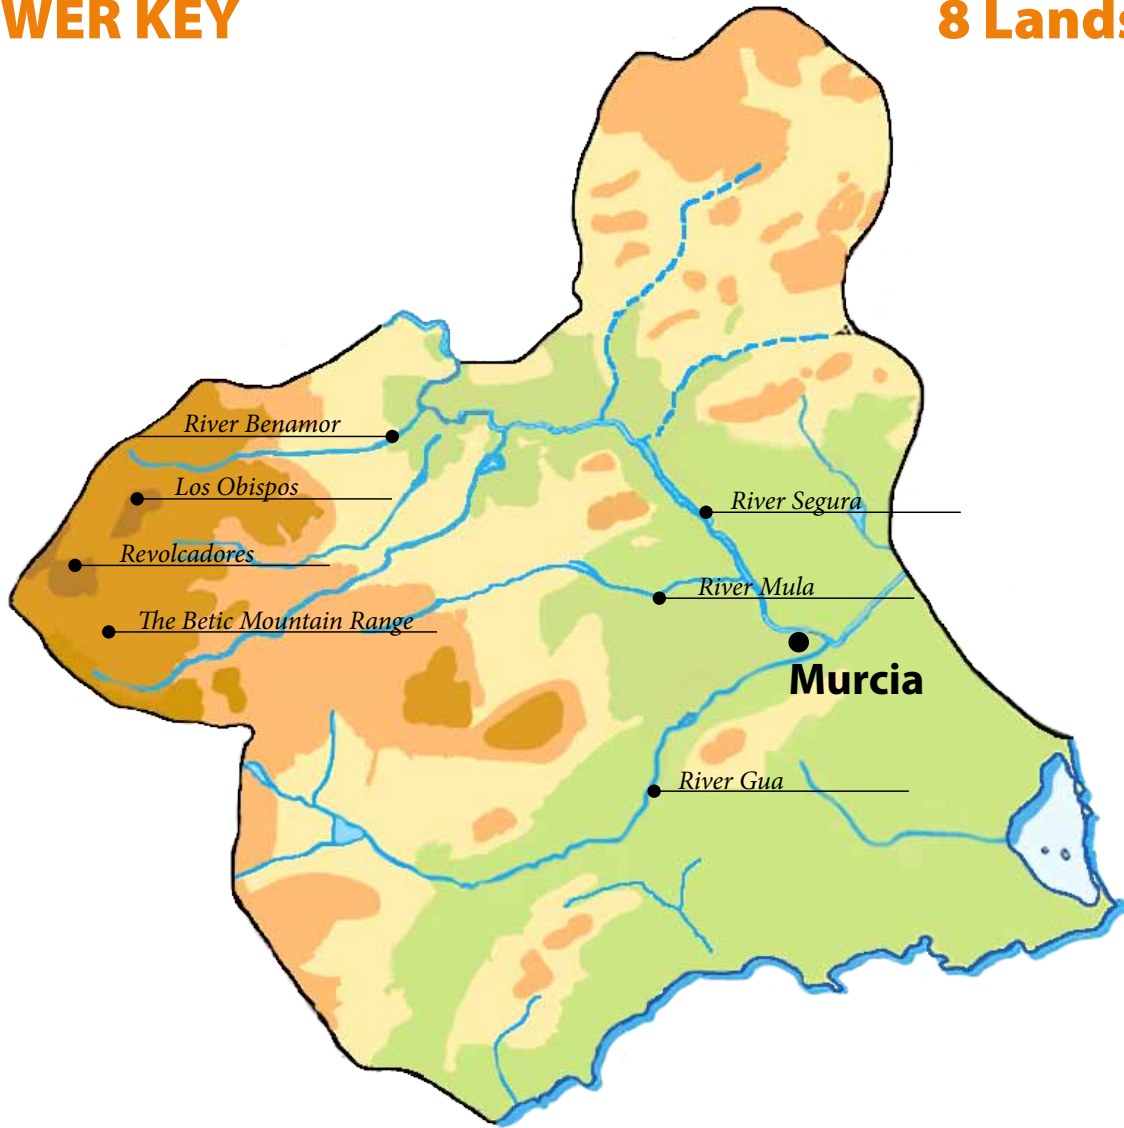 WER KEY
8 Lands
River Benamor
Los Obispos
River Segura
Revolcadores
River Mula
The Betic Mountain Range
Murcia
River Gua